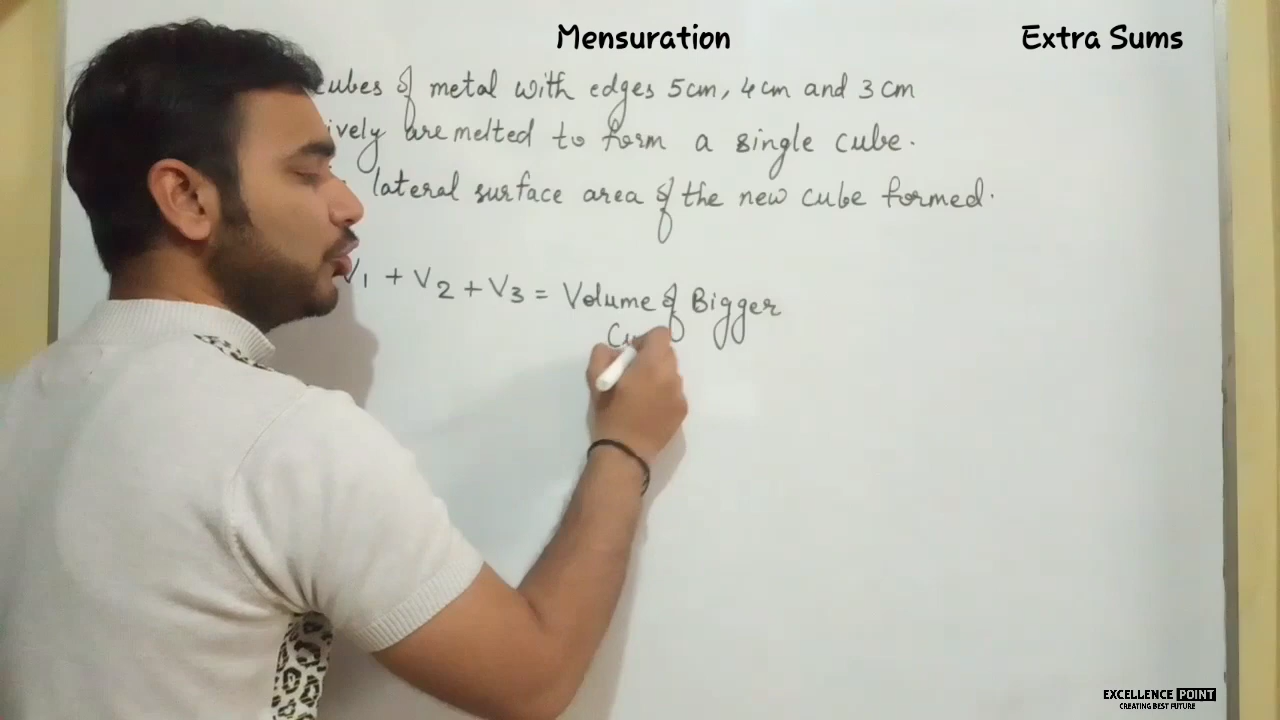 Mensuration
Extra Sums
cubes of metal with edges 5cm, 4cm and 3cm
are melted to form a single cube.
lateral surface area of the new cube formed.
V1 + V2 + V3 = Volume of Bigger
EXCELLENCE POINT
CREATING BEST FUTURE